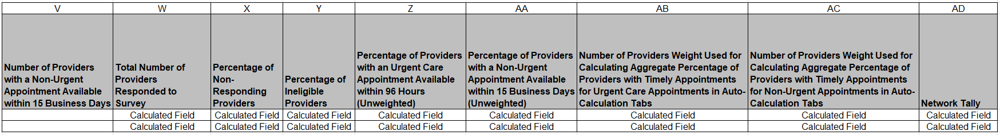 V W X Y Z AA AB AC AD
Number of Providers
with a Non-Urgent
Appointment Available
within 15 Business Days
Total Number of
Providers
Responded to
Survey
Percentage of
Non-
Responding
Providers
Percentage of
Ineligible
Providers
Percentage of Providers
with an Urgent Care
Appointment Available
within 96 Hours
(Unweighted)
Percentage of Providers
with a Non-Urgent
Appointment Available
within 15 Business Days
(Unweighted)
Number of Providers Weight Used for
Calculating Aggregate Percentage of
Providers with Timely Appointments
for Urgent Care Appointments in Auto-
Calculation Tabs
Number of Providers Weight Used for
Calculating Aggregate Percentage of
Providers with Timely Appointments
for Non-Urgent Appointments in Auto-
Calculation Tabs
Network Tally
Calculated Field Calculated Field Calculated Field Calculated Field Calculated Field Calculated Field Calculated Field Calculated Field
Calculated Field Calculated Field Calculated Field Calculated Field Calculated Field Calculated Field Calculated Field Calculated Field